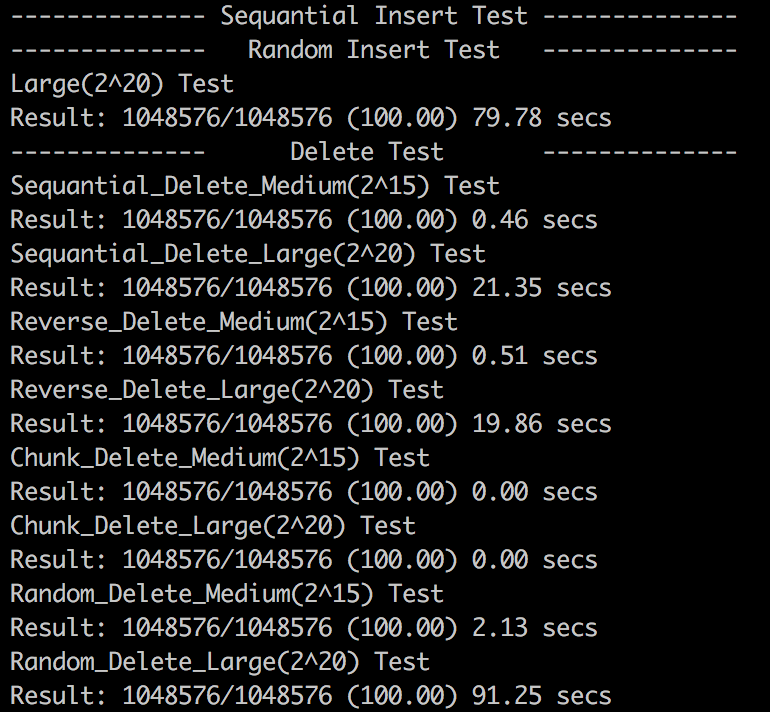 -------------- Sequantial Insert Test --------------
--------------   Random Insert Test   --------------
Large(2^20) Test
Result: 1048576/1048576 (100.00) 79.78 secs
--------------      Delete Test       --------------
Sequantial_Delete_Medium(2^15) Test
Result: 1048576/1048576 (100.00) 0.46 secs
Sequantial_Delete_Large(2^20) Test
Result: 1048576/1048576 (100.00) 21.35 secs
Reverse_Delete_Medium(2^15) Test
Result: 1048576/1048576 (100.00) 0.51 secs
Reverse_Delete_Large(2^20) Test
Result: 1048576/1048576 (100.00) 19.86 secs
Chunk_Delete_Medium(2^15) Test
Result: 1048576/1048576 (100.00) 0.00 secs
Chunk_Delete_Large(2^20) Test
Result: 1048576/1048576 (100.00) 0.00 secs
Random_Delete_Medium(2^15) Test
Result: 1048576/1048576 (100.00) 2.13 secs
Random_Delete_Large(2^20) Test
Result: 1048576/1048576 (100.00) 91.25 secs